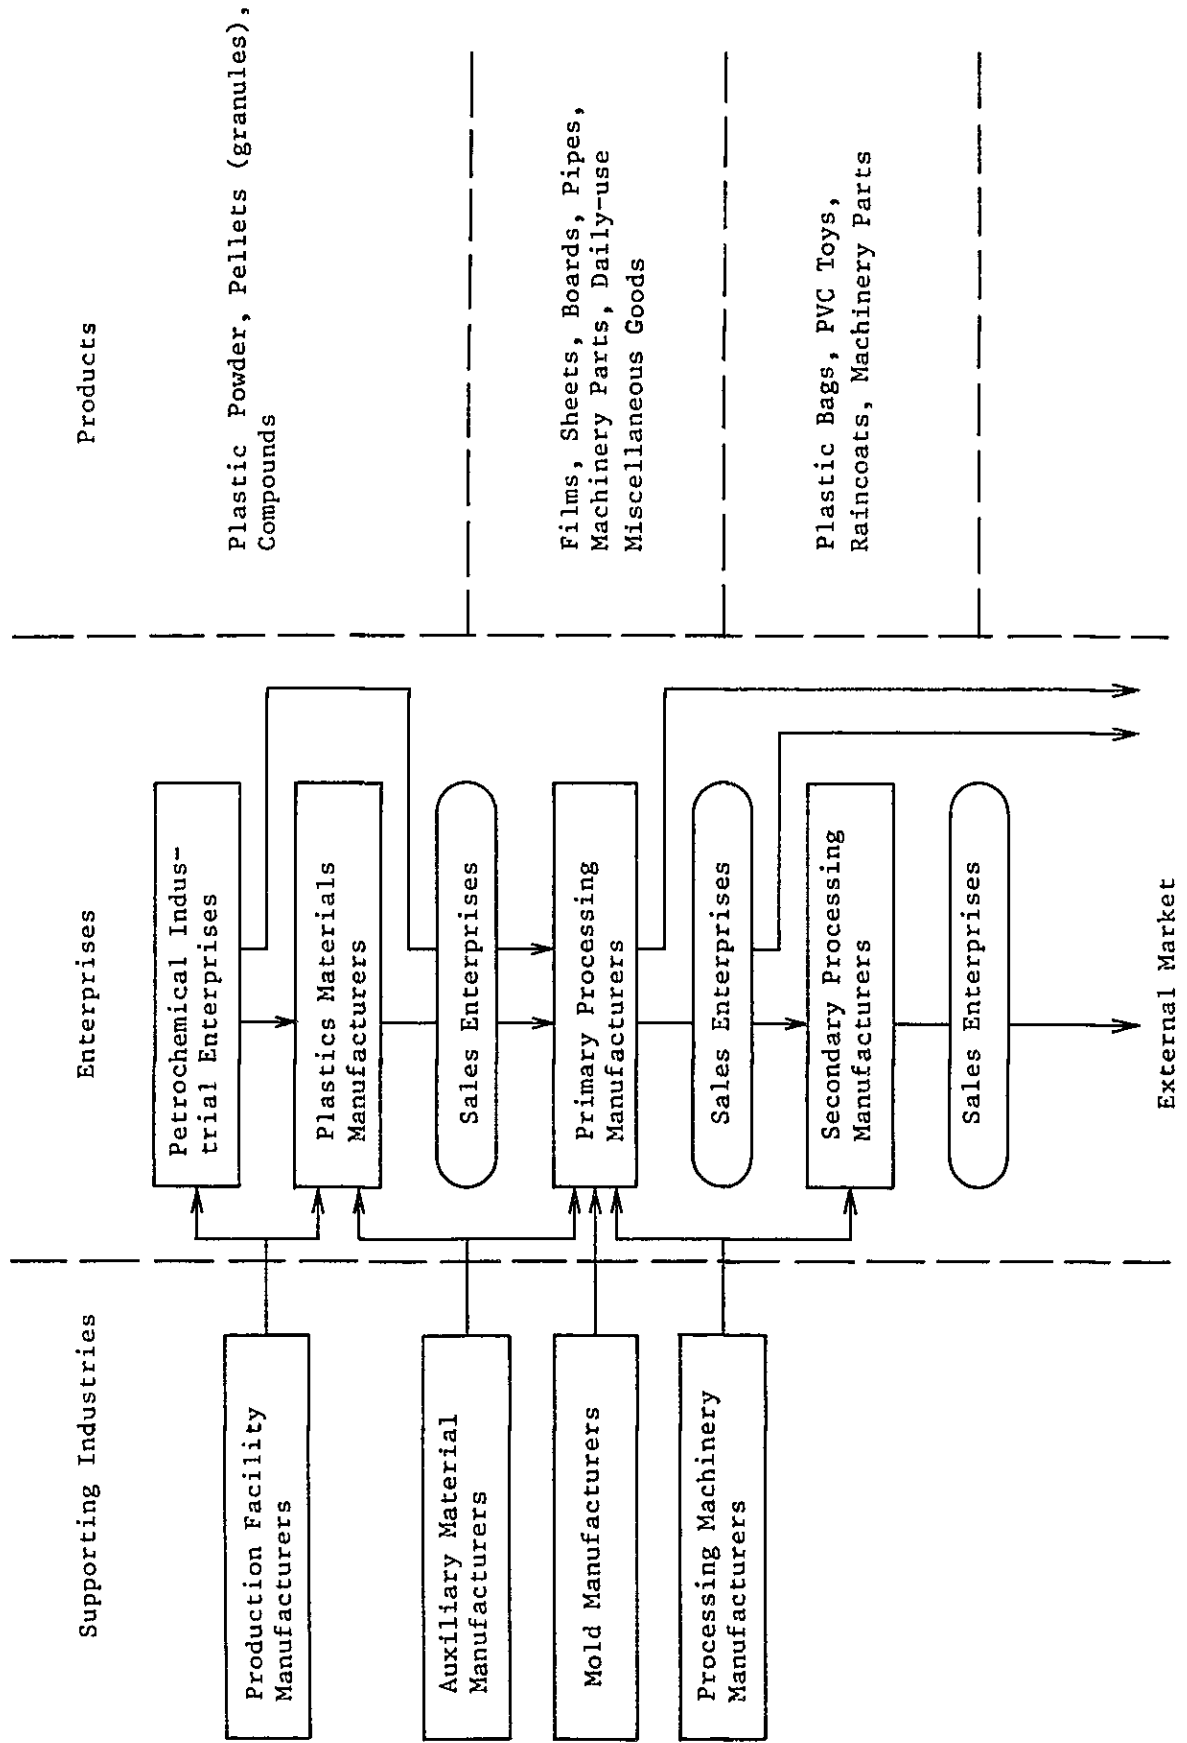 Supporting Industries
Enterprises
Products
Production Facility
Manufacturers
Auxiliary Material
Manufacturers
Mold Manufacturers
Processing Machinery
Manufacturers
Petrochemical Indus-
trial Enterprises
Plastics Materials
Manufacturers
Sales Enterprises
Primary Processing
Manufacturers
Sales Enterprises
Secondary Processing
Manufacturers
Sales Enterprises
External Market
Plastic Powder, Pellets (granules),
Compounds
Films, Sheets, Boards, Pipes,
Machinery Parts, Daily-use
Miscellaneous Goods
Plastic Bags, PVC Toys,
Raincoats, Machinery Parts